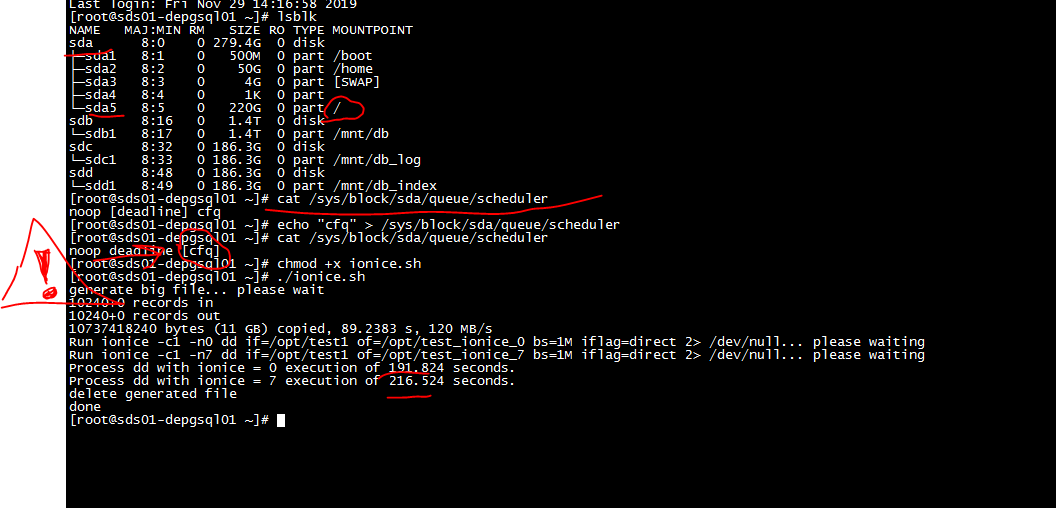 Last login: Fri Nov 29 14:16:58 2019
[root@sds01-depgsql01 ~]# lsblk
NAME   MAJ:MIN RM   SIZE RO TYPE MOUNTPOINT
sda      8:0    0 279.4G  0 disk
├─sda1   8:1    0   500M  0 part /boot
├─sda2   8:2    0    50G  0 part /home
├─sda3   8:3    0     4G  0 part [SWAP]
├─sda4   8:4    0     1K  0 part
└─sda5   8:5    0   220G  0 part /
sdb      8:16   0   1.4T  0 disk
└─sdb1   8:17   0   1.4T  0 part /mnt/db
sdc      8:32   0 186.3G  0 disk
└─sdc1   8:33   0 186.3G  0 part /mnt/db_log
sdd      8:48   0 186.3G  0 disk
└─sdd1   8:49   0 186.3G  0 part /mnt/db_index
[root@sds01-depgsql01 ~]# cat /sys/block/sda/queue/scheduler
noop [deadline] cfq
[root@sds01-depgsql01 ~]# echo "cfq" > /sys/block/sda/queue/scheduler
[root@sds01-depgsql01 ~]# cat /sys/block/sda/queue/scheduler
noop deadline [cfq]
[root@sds01-depgsql01 ~]# chmod +x ionice.sh
[root@sds01-depgsql01 ~]# ./ionice.sh
generate big file... please wait
10240+0 records in
10240+0 records out
10737418240 bytes (11 GB) copied, 89.2383 s, 120 MB/s
Run ionice -c1 -n0 dd if=/opt/test1 of=/opt/test_ionice_0 bs=1M iflag=direct 2> /dev/null... please waiting
Run ionice -c1 -n7 dd if=/opt/test1 of=/opt/test_ionice_7 bs=1M iflag=direct 2> /dev/null... please waiting
Process dd with ionice = 0 execution of 191.824 seconds.
Process dd with ionice = 7 execution of 216.524 seconds.
delete generated file
done
[root@sds01-depgsql01 ~]#
!